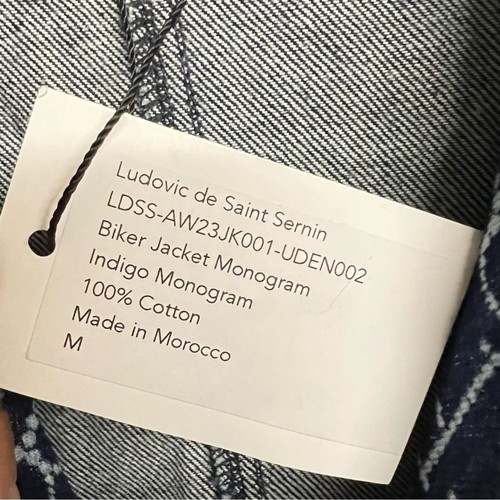 Ludovic de Saint Sernin
LDSS-AW23JK001-UDEN002
Biker Jacket Monogram
Indigo Monogram
100% Cotton
Made in Morocco
M